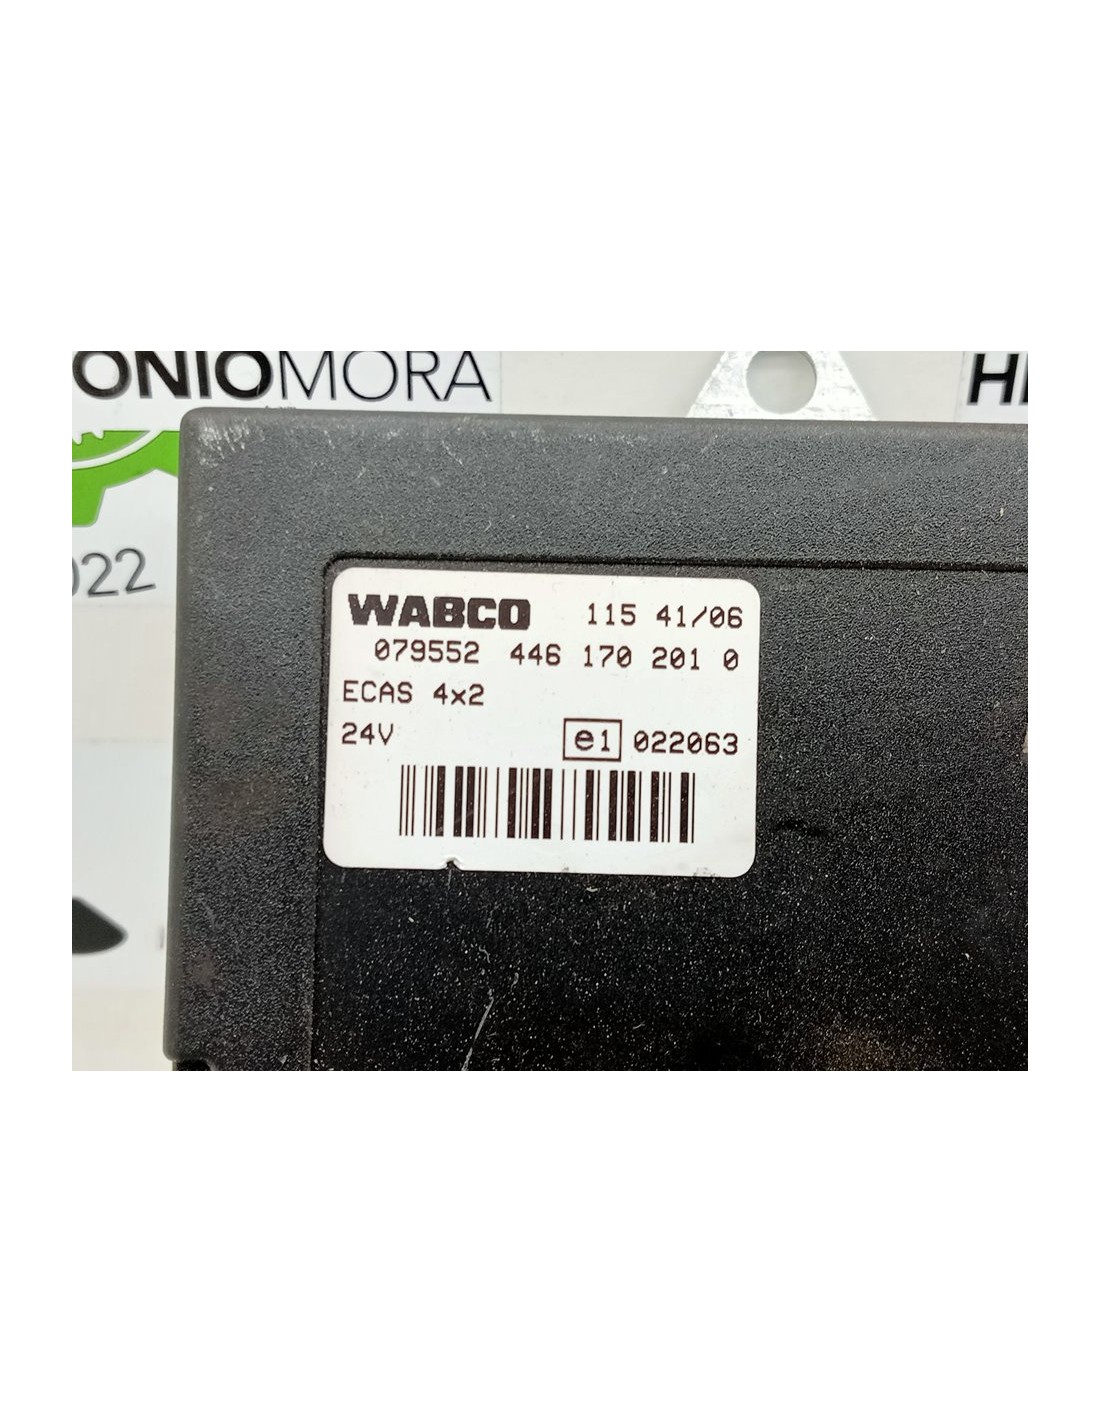 ONIOMORA
H
022
WABCO 115 41/06
079552 446 170 201 0
ECAS 4x2
24V e1 022063